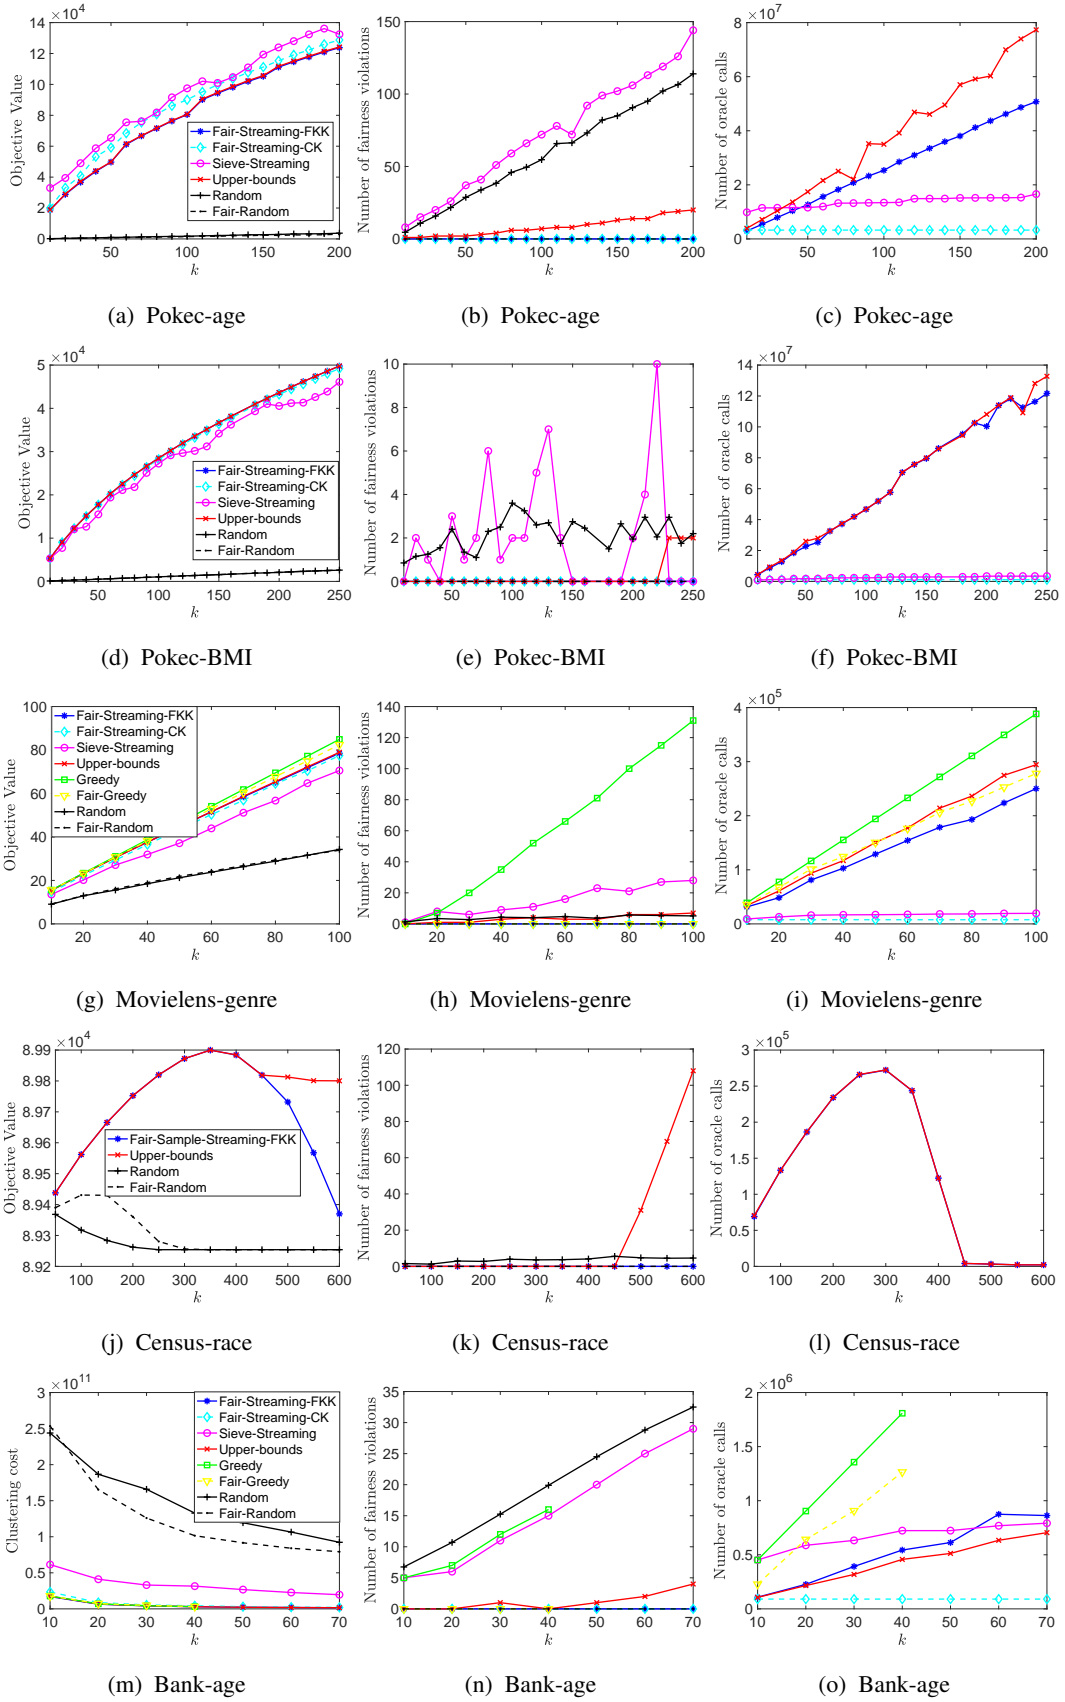 ×10⁴
14
12
10
8
6
4
2
0
50
100
150
200
k
Objective Value
Fair-Streaming-FKK
Fair-Streaming-CK
Sieve-Streaming
Upper-bounds
Random
Fair-Random
(a) Pokec-age
150
100
50
0
50
100
150
200
k
Number of fairness violations
(b) Pokec-age
×10⁷
8
6
4
2
0
50
100
150
200
k
Number of oracle calls
(c) Pokec-age
×10⁴
5
4
3
2
1
0
50
100
150
200
250
k
Objective Value
Fair-Streaming-FKK
Fair-Streaming-CK
Sieve-Streaming
Upper-bounds
Random
Fair-Random
(d) Pokec-BMI
10
8
6
4
2
0
50
100
150
200
250
k
Number of fairness violations
(e) Pokec-BMI
×10⁷
14
12
10
8
6
4
2
0
50
100
150
200
250
k
Number of oracle calls
(f) Pokec-BMI
100
80
60
40
20
0
20
40
60
80
100
k
Objective Value
Fair-Streaming-FKK
Fair-Streaming-CK
Sieve-Streaming
Upper-bounds
Greedy
Fair-Greedy
Random
Fair-Random
(g) Movielens-genre
140
120
100
80
60
40
20
0
20
40
60
80
100
k
Number of fairness violations
(h) Movielens-genre
×10⁵
4
3
2
1
0
20
40
60
80
100
k
Number of oracle calls
(i) Movielens-genre
×10⁴
8.99
8.98
8.97
8.96
8.95
8.94
8.93
8.92
100
200
300
400
500
600
k
Objective Value
Fair-Sample-Streaming-FKK
Upper-bounds
Random
Fair-Random
(j) Census-race
120
100
80
60
40
20
0
100
200
300
400
500
600
k
Number of fairness violations
(k) Census-race
×10⁵
3
2.5
2
1.5
1
0.5
0
100
200
300
400
500
600
k
Number of oracle calls
(l) Census-race
×10¹¹
3
2.5
2
1.5
1
0.5
0
10
20
30
40
50
60
70
k
Clustering cost
Fair-Streaming-FKK
Fair-Streaming-CK
Sieve-Streaming
Upper-bounds
Greedy
Fair-Greedy
Random
Fair-Random
(m) Bank-age
35
30
25
20
15
10
5
0
10
20
30
40
50
60
70
k
Number of fairness violations
(n) Bank-age
×10⁶
2
1.5
1
0.5
0
10
20
30
40
50
60
70
k
Number of oracle calls
(o) Bank-age